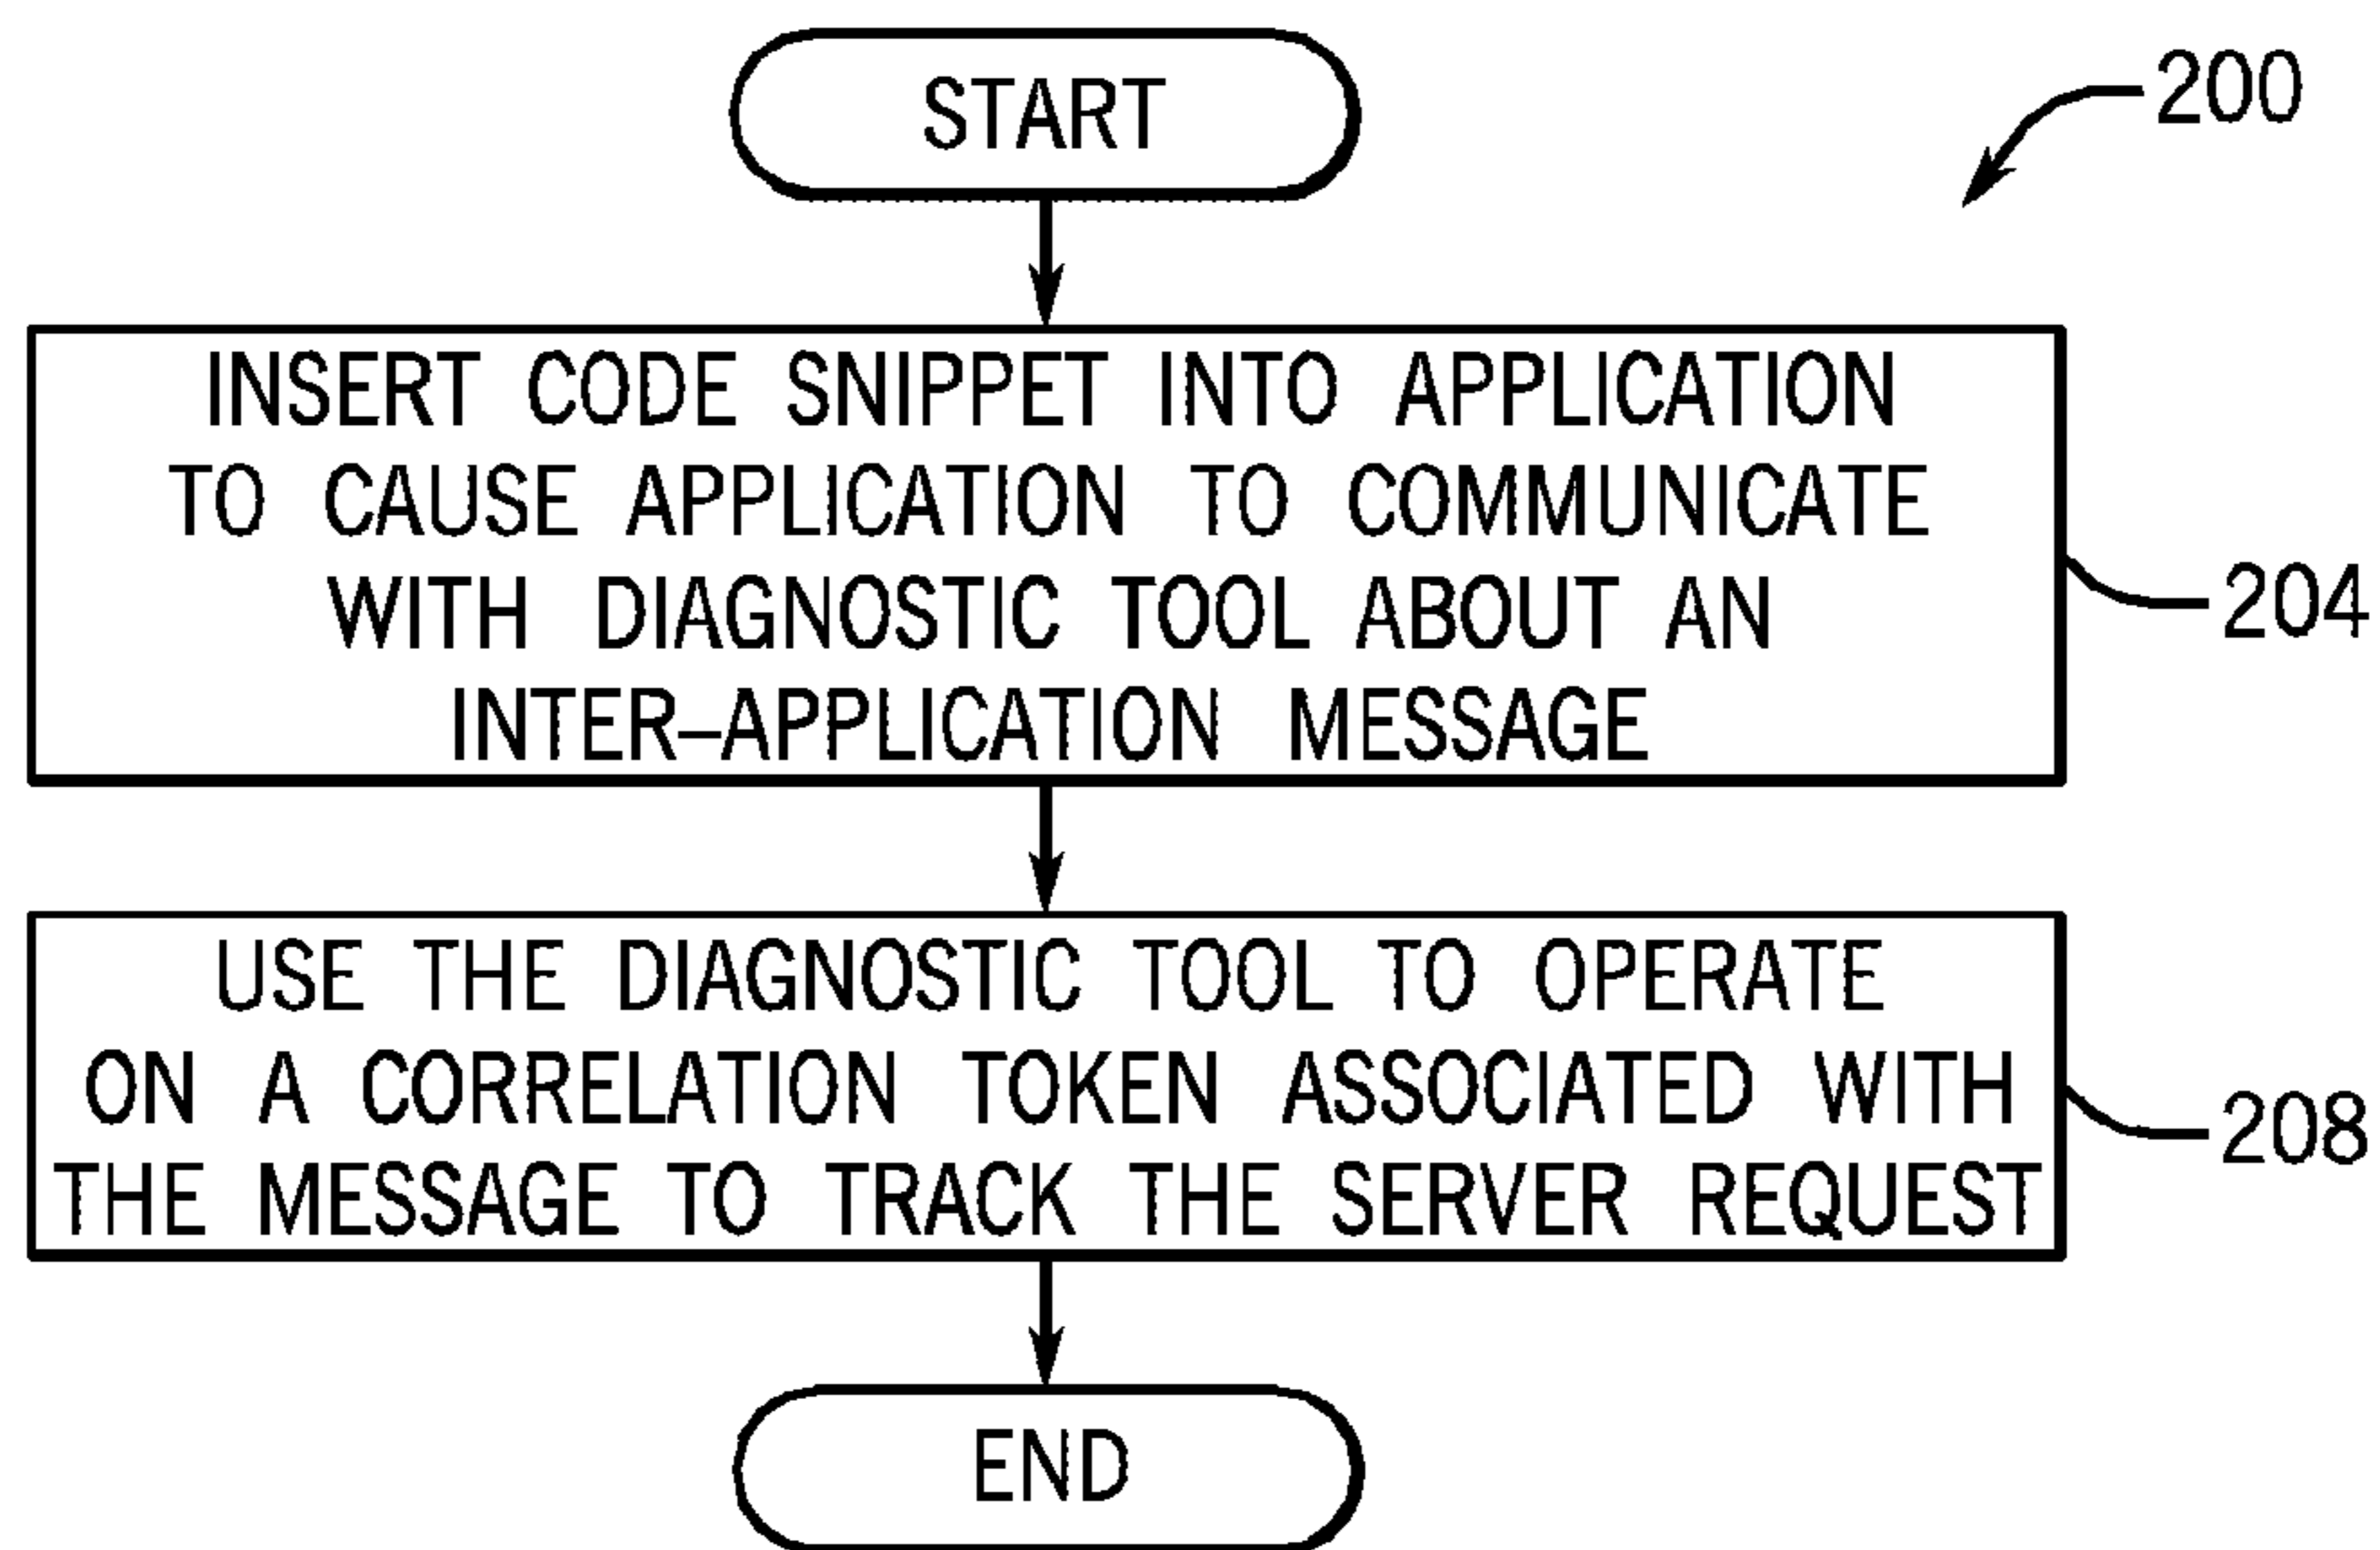 START
200
INSERT CODE SNIPPET INTO APPLICATION
TO CAUSE APPLICATION TO COMMUNICATE
WITH DIAGNOSTIC TOOL ABOUT AN
INTER–APPLICATION MESSAGE
204
USE THE DIAGNOSTIC TOOL TO OPERATE
ON A CORRELATION TOKEN ASSOCIATED WITH
THE MESSAGE TO TRACK THE SERVER REQUEST
208
END